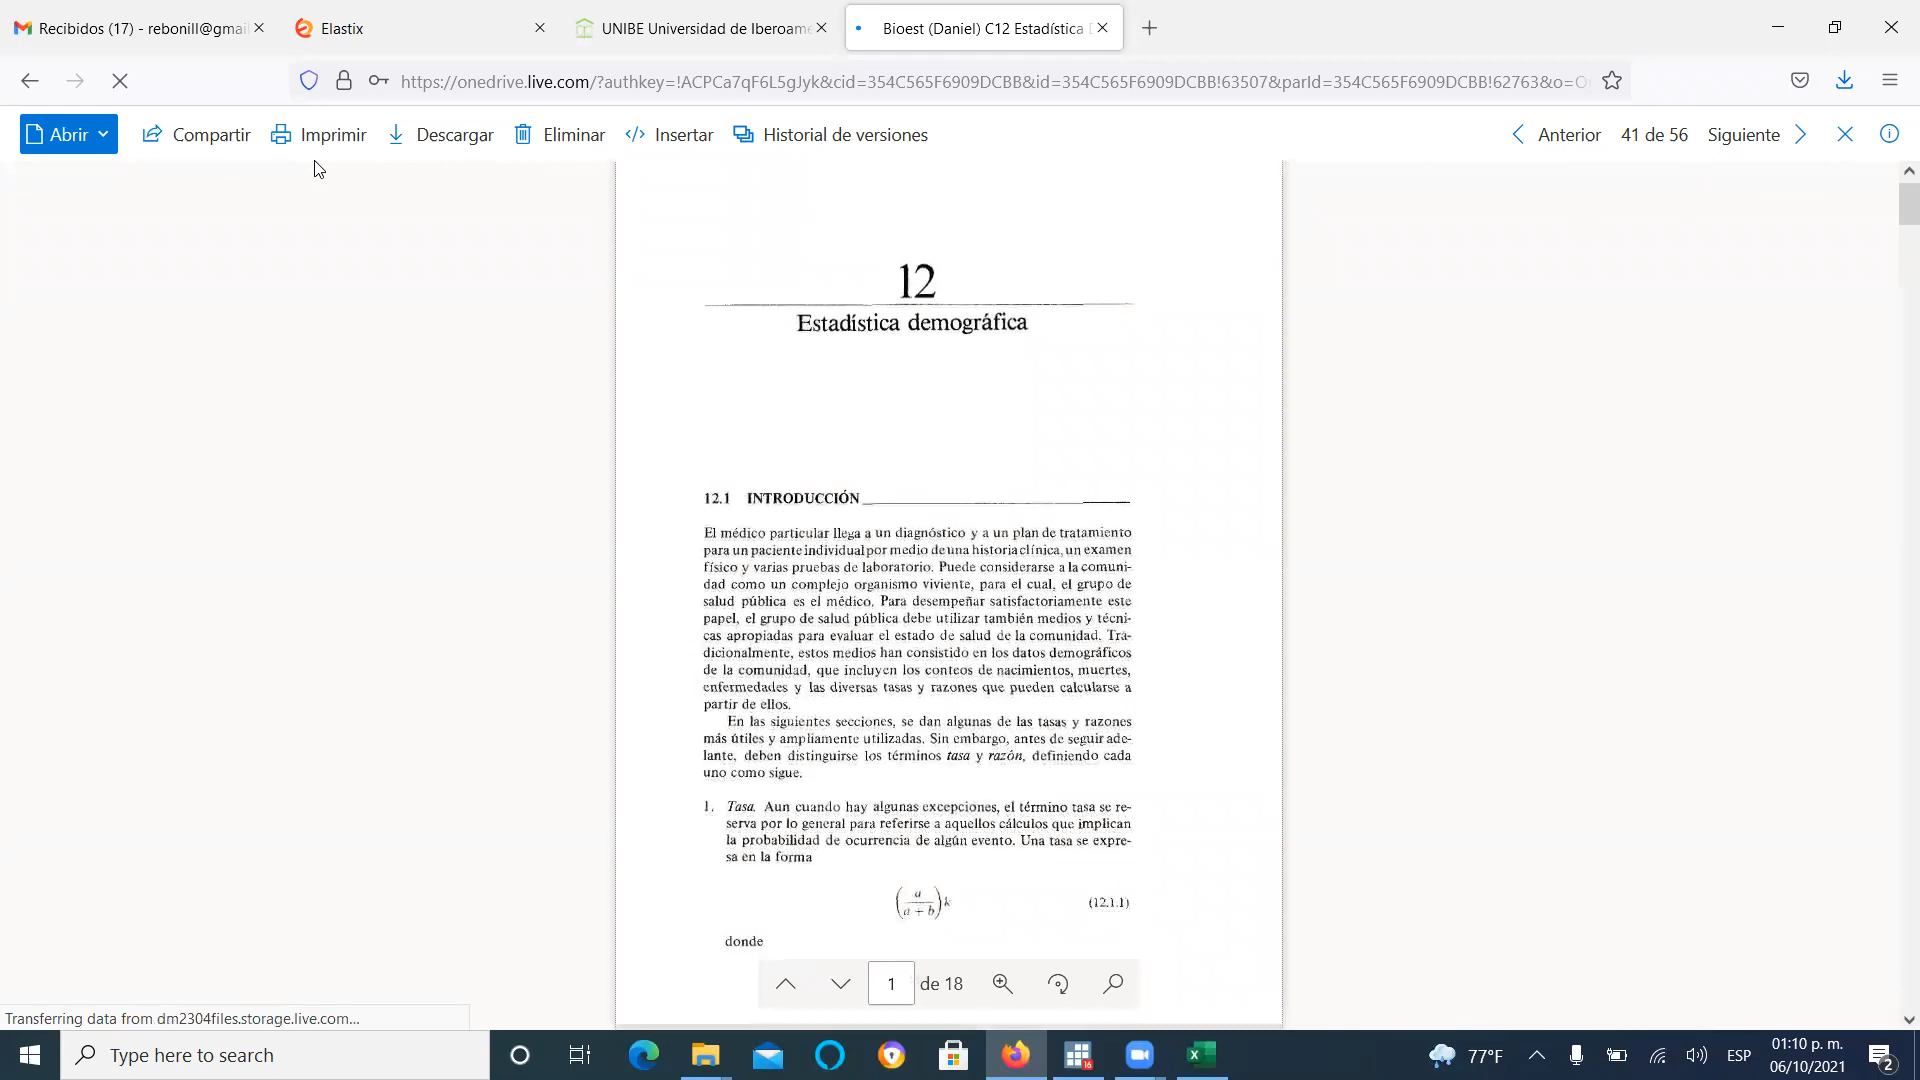 Recibidos (17) - rebonill@gmai
Elastix
UNIBE Universidad de Iberoamé
Bioest (Daniel) C12 Estadística D
https://onedrive.live.com/?authkey=!ACPCa7qF6L5gJyk&cid=354C565F6909DCBB&id=354C565F6909DCBB!63507&parId=354C565F6909DCBB!62763&o=O
Abrir
Compartir
Imprimir
Descargar
Eliminar
Insertar
Historial de versiones
Anterior
41 de 56
Siguiente
12
Estadística demográfica
12.1 INTRODUCCIÓN
El médico particular llega a un diagnóstico y a un plan de tratamiento
para un paciente individual por medio de una historia clínica, un examen
físico y varias pruebas de laboratorio. Puede considerarse a la comuni-
dad como un complejo organismo viviente, para el cual, el grupo de
salud pública es el médico. Para desempeñar satisfactoriamente este
papel, el grupo de salud pública debe utilizar también medios y técni-
cas apropiadas para evaluar el estado de salud de la comunidad. Tra-
dicionalmente, estos medios han consistido en los datos demográficos
de la comunidad, que incluyen los conteos de nacimientos, muertes,
enfermedades y las diversas tasas y razones que pueden calcularse a
partir de ellos.
En las siguientes secciones, se dan algunas de las tasas y razones
más útiles y ampliamente utilizadas. Sin embargo, antes de seguir ade-
lante, deben distinguirse los términos tasa y razón, definiendo cada
uno como sigue.
1. Tasa. Aun cuando hay algunas excepciones, el término tasa se re-
serva por lo general para referirse a aquellos cálculos que implican
la probabilidad de ocurrencia de algún evento. Una tasa se expre-
sa en la forma
(a / a + b) k (12.1.1)
donde
1 de 18
Transferring data from dm2304files.storage.live.com...
Type here to search
16
77°F
ESP
01:10 p. m.
06/10/2021
2